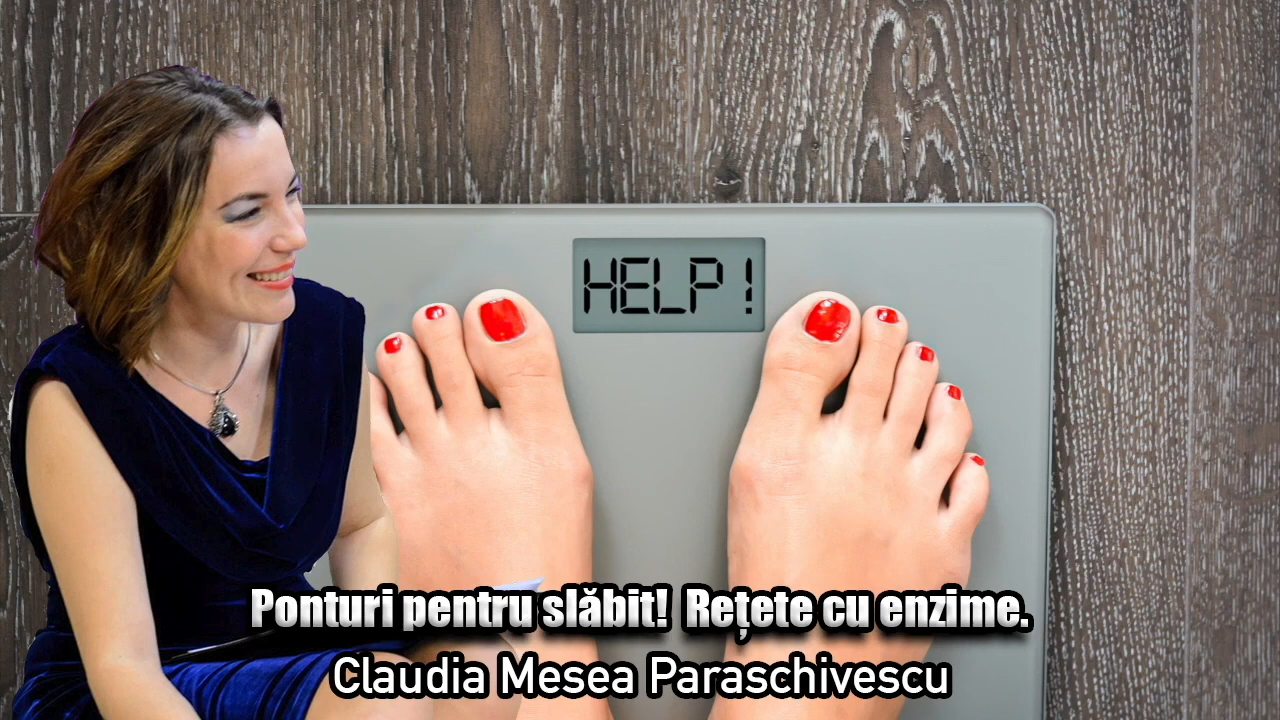 HELP!
Ponturi pentru slăbit! Rețete cu enzime.
Claudia Mesea Paraschivescu